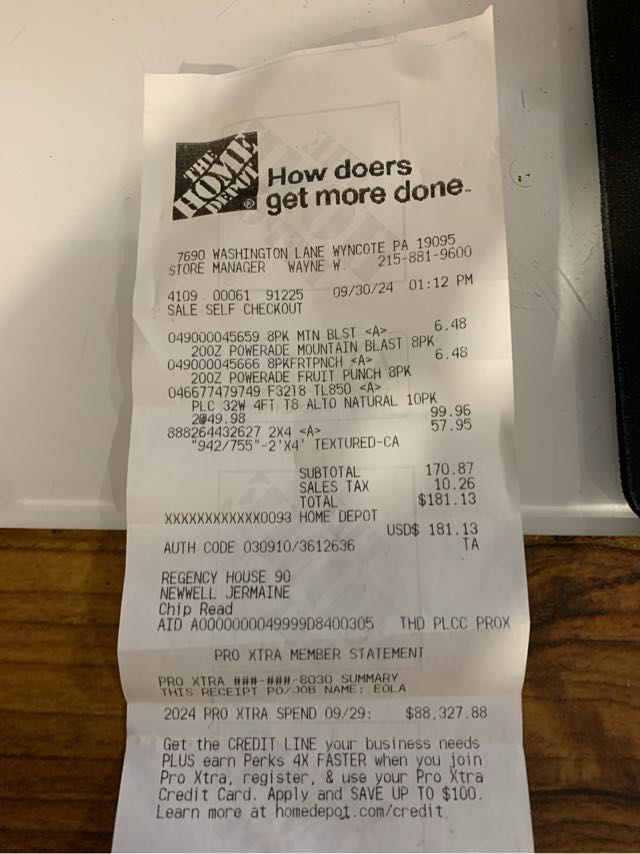 THE HOME DEPOT ®
How doers
get more done™
7690 WASHINGTON LANE WYNCOTE PA 19095
STORE MANAGER WAYNE W. 215-881-9600
4109 00061 91225 09/30/24 01:12 PM
SALE SELF CHECKOUT
049000045659 8PK MTN BLST <A> 6.48
20OZ POWERADE MOUNTAIN BLAST 8PK
049000045666 8PKFRTPNCH <A> 6.48
20OZ POWERADE FRUIT PUNCH 8PK
046677479749 F3218 TL850 <A>
PLC 32W 4FT T8 ALTO NATURAL 10PK
2@49.98 99.96
888264432627 2X4 <A> 57.95
"942/755"-2'X4' TEXTURED-CA
SUBTOTAL 170.87
SALES TAX 10.26
TOTAL $181.13
XXXXXXXXXXXX0093 HOME DEPOT
USD$ 181.13
AUTH CODE 030910/3612636 TA
REGENCY HOUSE 90
NEWWELL JERMAINE
Chip Read
AID A0000000049999D8400305 THD PLCC PROX
PRO XTRA MEMBER STATEMENT
PRO XTRA ###-###-8030 SUMMARY
THIS RECEIPT PO/JOB NAME: EOLA
2024 PRO XTRA SPEND 09/29: $88,327.88
Get the CREDIT LINE your business needs
PLUS earn Perks 4X FASTER when you join
Pro Xtra, register, & use your Pro Xtra
Credit Card. Apply and SAVE UP TO $100.
Learn more at homedepot.com/credit